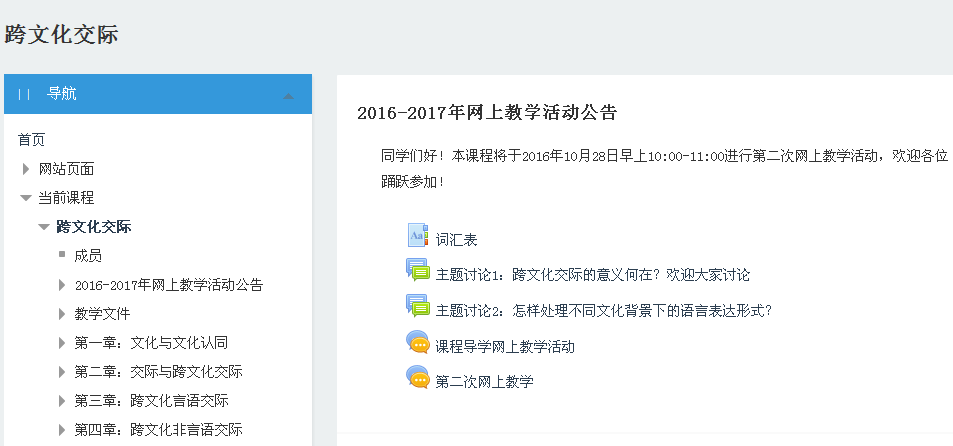 跨文化交际
导航
首页
网站页面
当前课程
跨文化交际
成员
2016-2017年网上教学活动公告
教学文件
第一章：文化与文化认同
第二章：交际与跨文化交际
第三章：跨文化言语交际
第四章：跨文化非言语交际
2016-2017年网上教学活动公告
同学们好！本课程将于2016年10月28日早上10:00-11:00进行第二次网上教学活动，欢迎各位
踊跃参加！
Aa
词汇表
主题讨论1：跨文化交际的意义何在？欢迎大家讨论
主题讨论2：怎样处理不同文化背景下的语言表达形式？
课程导学网上教学活动
第二次网上教学